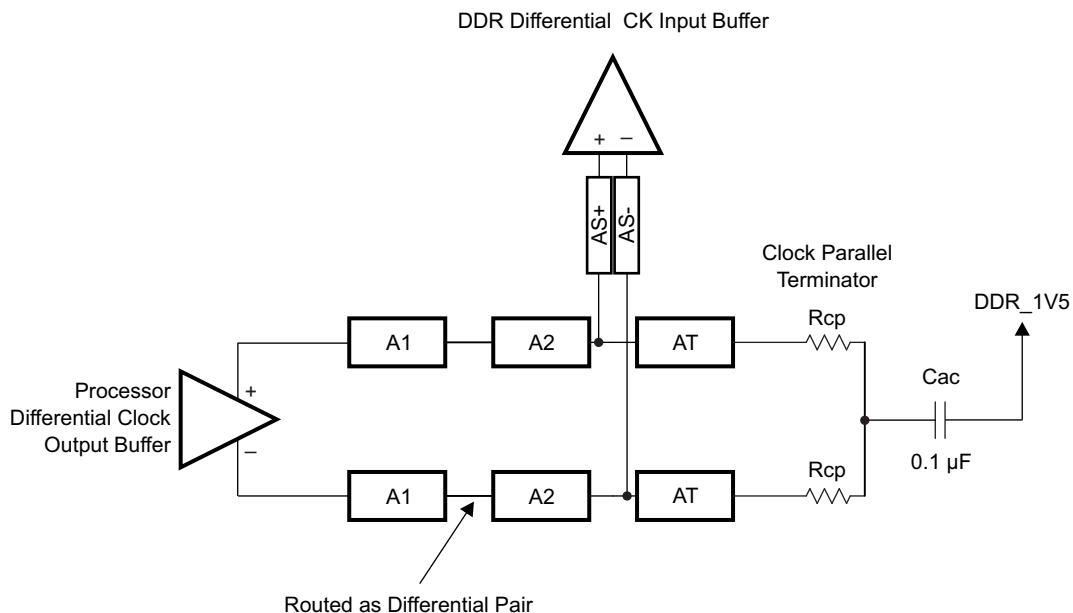 DDR Differential CK Input Buffer
+ −
AS+
AS-
Clock Parallel
Terminator
DDR_1V5
Rcp
A1
A2
AT
Cac
Processor
Differential Clock
Output Buffer
+
−
0.1 µF
Rcp
A1
A2
AT
Routed as Differential Pair